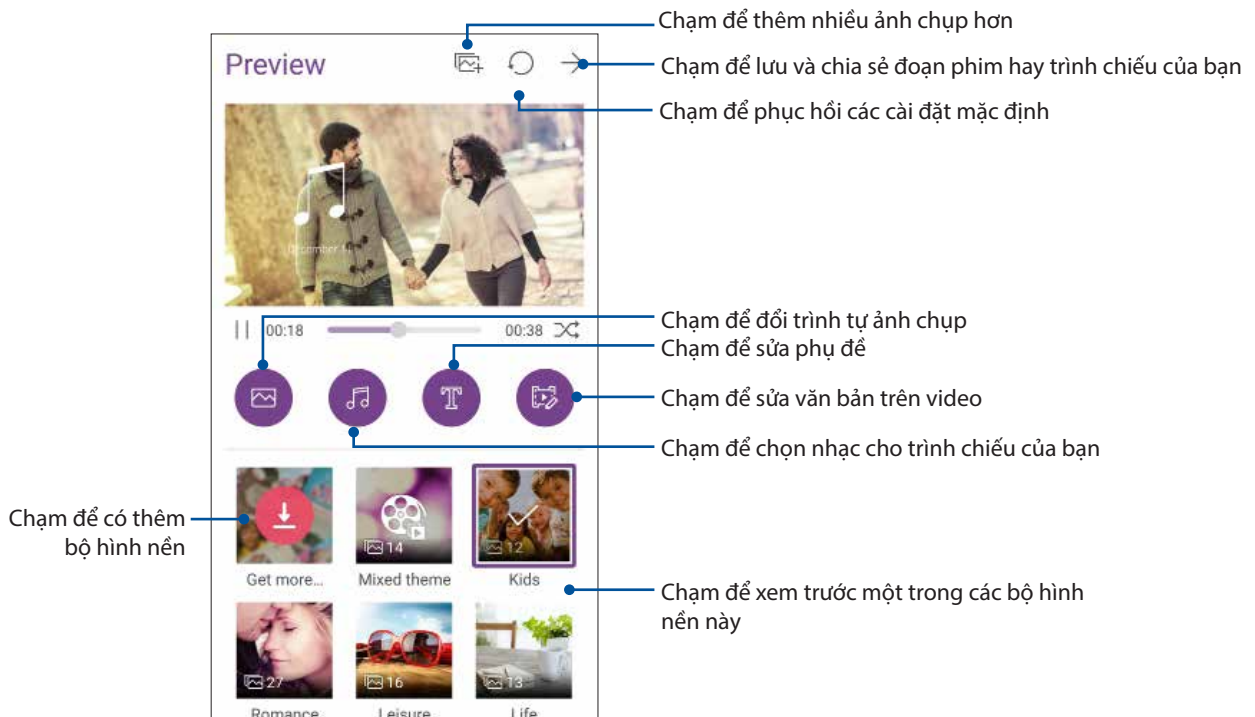 Chạm để thêm nhiều ảnh chụp hơn
Preview
Chạm để lưu và chia sẻ đoạn phim hay trình chiếu của bạn
Chạm để phục hồi các cài đặt mặc định
December 14
00:18
00:38
Chạm để đổi trình tự ảnh chụp
Chạm để sửa phụ đề
Chạm để sửa văn bản trên video
Chạm để chọn nhạc cho trình chiếu của bạn
Chạm để có thêm
bộ hình nền
14
12
Get more...
Mixed theme
Kids
Chạm để xem trước một trong các bộ hình
nền này
27
16
13
Romance
Leisure
Life